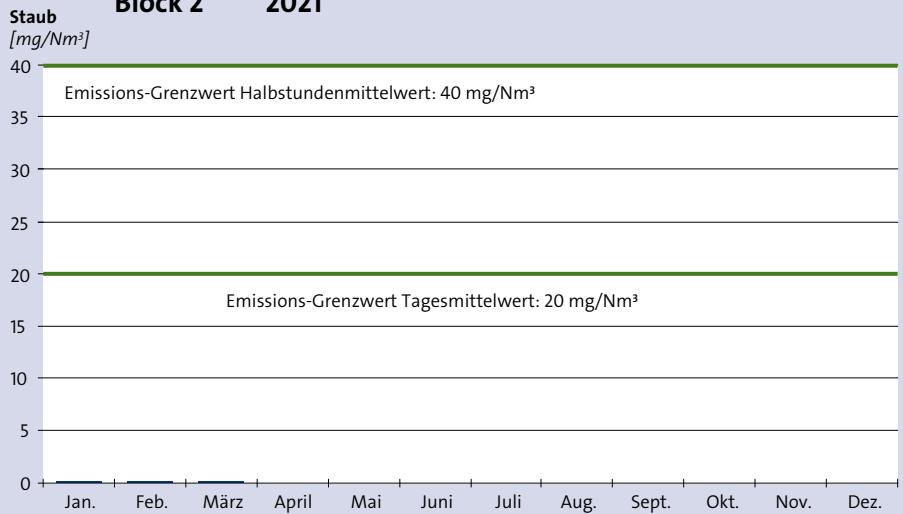 Block 2 2021
Staub
[mg/Nm³]
40
Emissions-Grenzwert Halbstundenmittelwert: 40 mg/Nm³
35
30
25
20
Emissions-Grenzwert Tagesmittelwert: 20 mg/Nm³
15
10
5
0
Jan. Feb. März April Mai Juni Juli Aug. Sept. Okt. Nov. Dez.